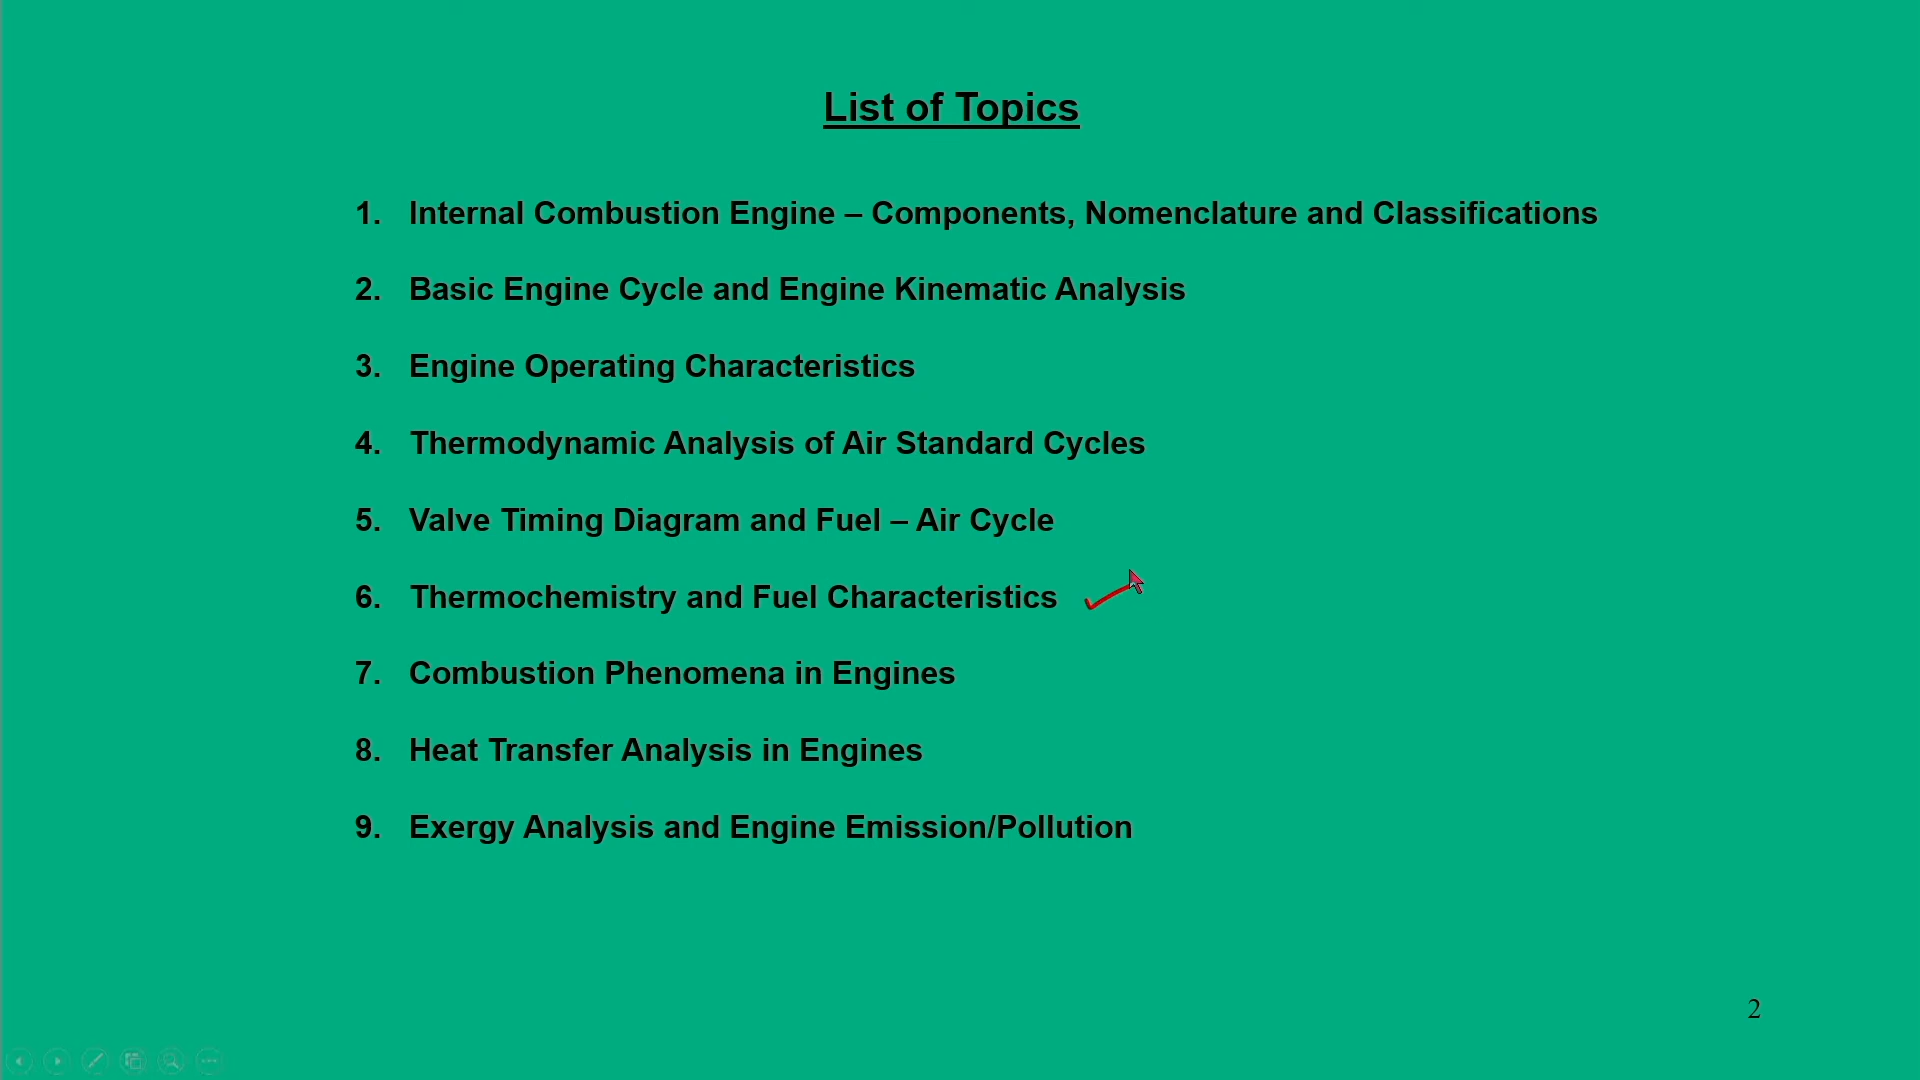 List of Topics
1. Internal Combustion Engine – Components, Nomenclature and Classifications
2. Basic Engine Cycle and Engine Kinematic Analysis
3. Engine Operating Characteristics
4. Thermodynamic Analysis of Air Standard Cycles
5. Valve Timing Diagram and Fuel – Air Cycle
6. Thermochemistry and Fuel Characteristics
7. Combustion Phenomena in Engines
8. Heat Transfer Analysis in Engines
9. Exergy Analysis and Engine Emission/Pollution
2